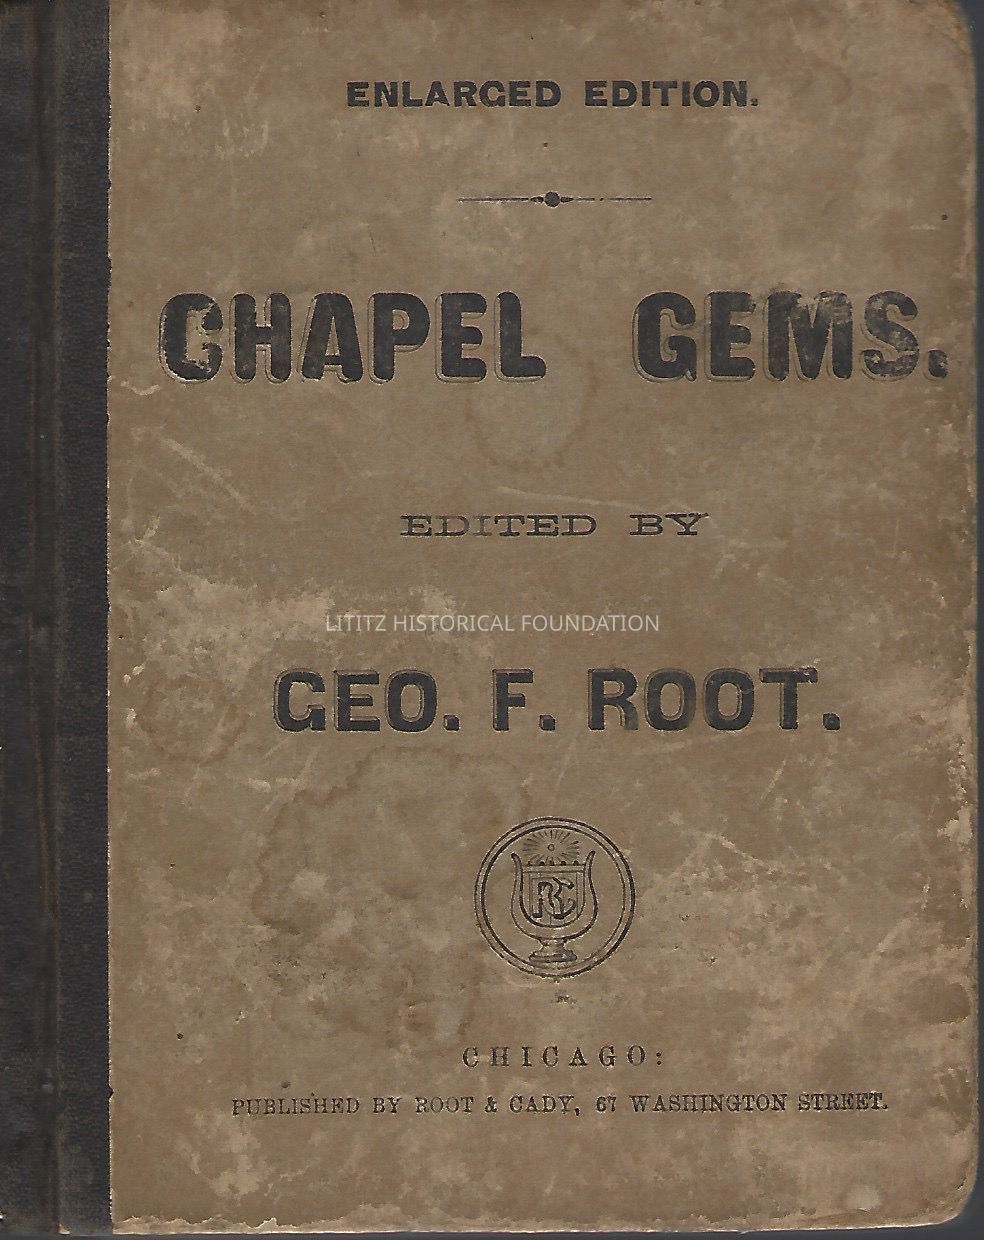 ENLARGED EDITION.
CHAPEL GEMS.
EDITED BY
LITITZ HISTORICAL FOUNDATION
GEO. F. ROOT.
CHICAGO:
PUBLISHED BY ROOT & CADY, 67 WASHINGTON STREET.